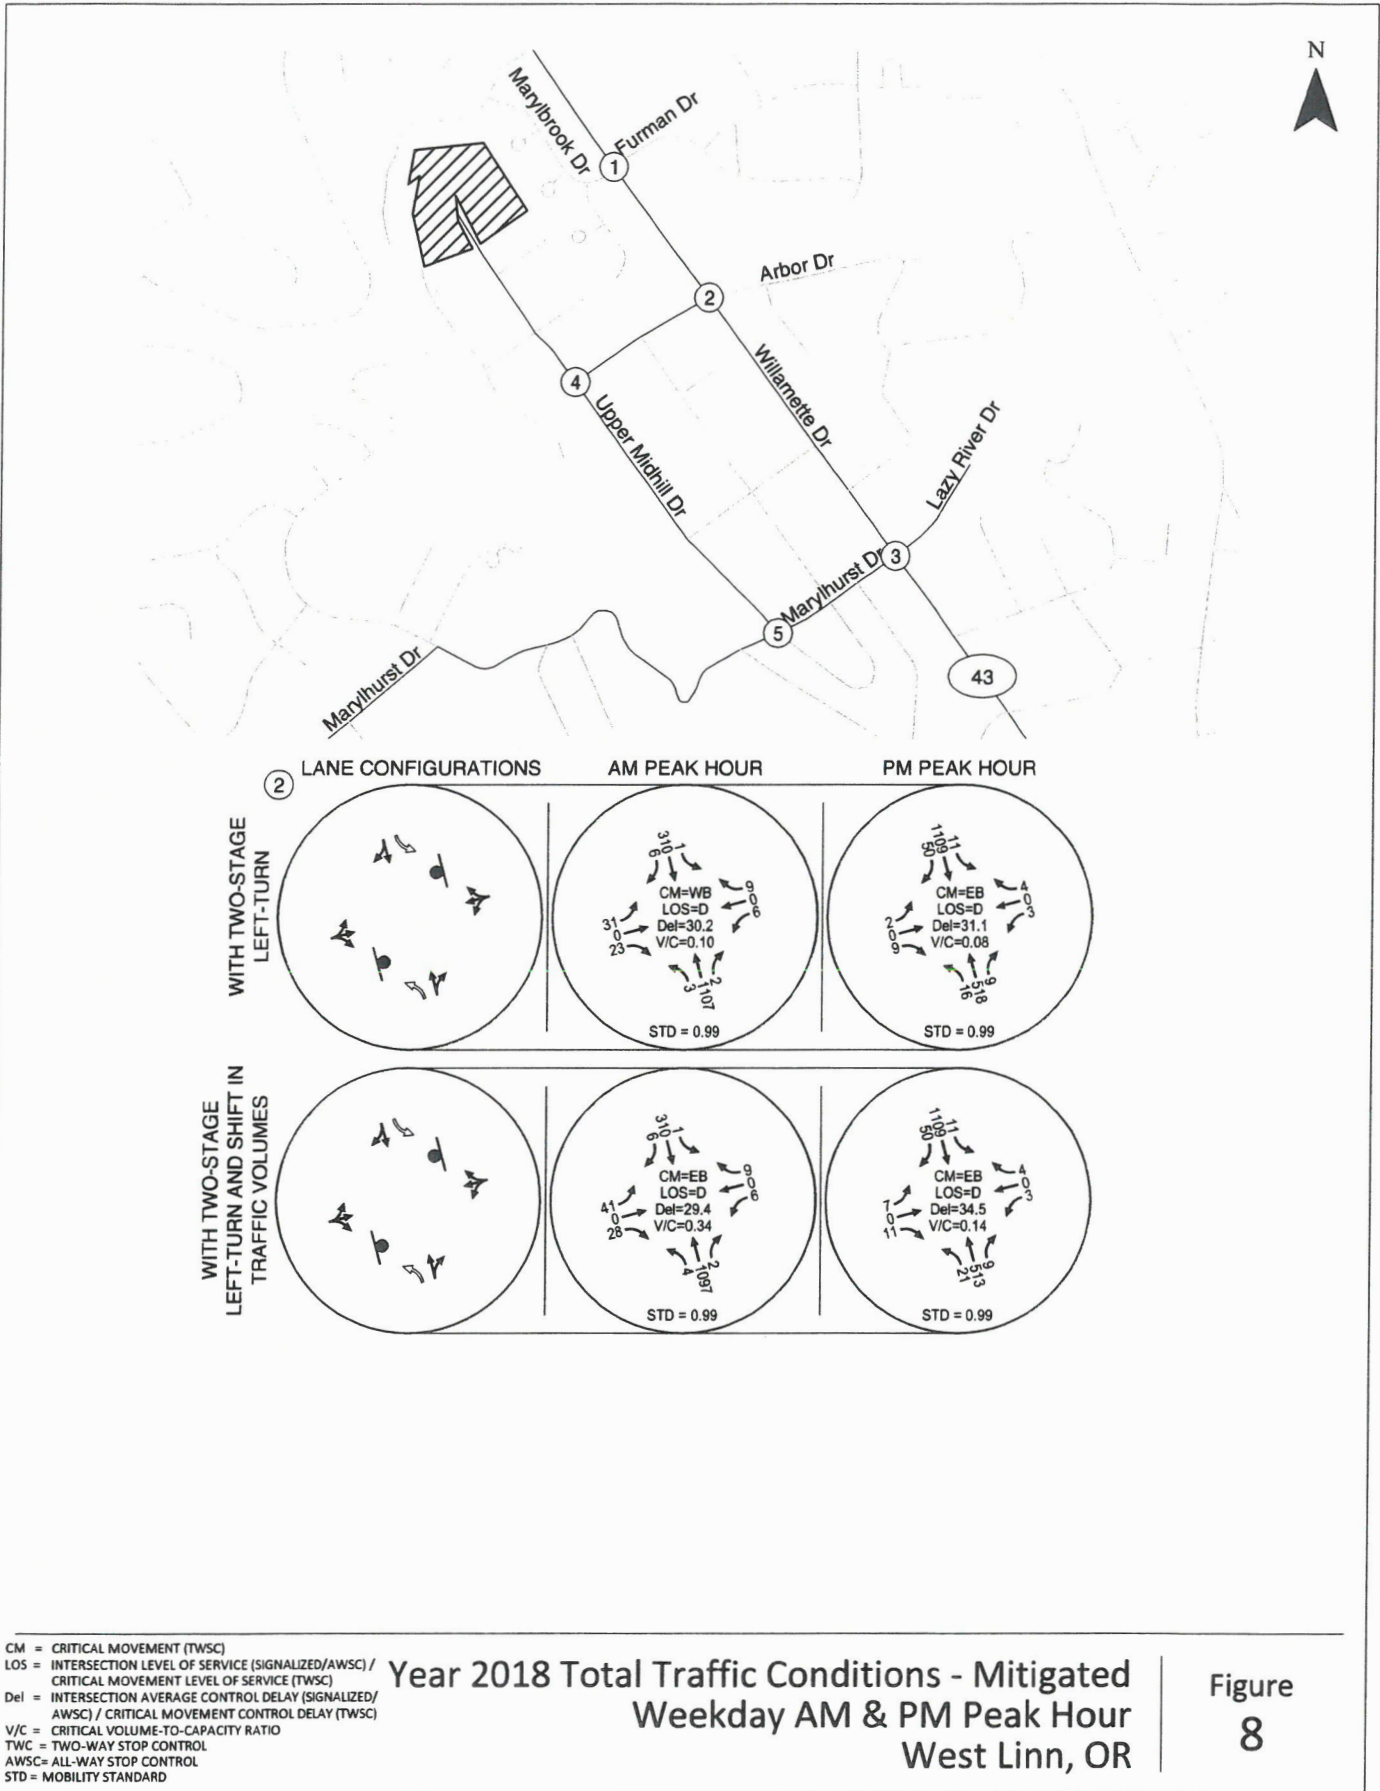 N
Marylbrook Dr
Furman Dr
1
Arbor Dr
2
Willamette Dr
4
Upper Midhill Dr
Lazy River Dr
3
Marylhurst Dr
5
43
Marylhurst Dr
2
LANE CONFIGURATIONS
AM PEAK HOUR
PM PEAK HOUR
WITH TWO-STAGE
LEFT-TURN
6 310 1
9
0
6
31
0
23
CM=WB
LOS=D
Del=30.2
V/C=0.10
3 1107 2
STD = 0.99
50 1109 11
4
0
3
2
0
9
CM=EB
LOS=D
Del=31.1
V/C=0.08
16 518 9
STD = 0.99
WITH TWO-STAGE
LEFT-TURN AND SHIFT IN
TRAFFIC VOLUMES
6 310 1
9
0
6
41
0
28
CM=EB
LOS=D
Del=29.4
V/C=0.34
4 1097 2
STD = 0.99
50 1109 11
4
0
3
7
0
11
CM=EB
LOS=D
Del=34.5
V/C=0.14
21 513 9
STD = 0.99
CM = CRITICAL MOVEMENT (TWSC)
LOS = INTERSECTION LEVEL OF SERVICE (SIGNALIZED/AWSC) /
CRITICAL MOVEMENT LEVEL OF SERVICE (TWSC)
Del = INTERSECTION AVERAGE CONTROL DELAY (SIGNALIZED/
AWSC) / CRITICAL MOVEMENT CONTROL DELAY (TWSC)
V/C = CRITICAL VOLUME-TO-CAPACITY RATIO
TWC = TWO-WAY STOP CONTROL
AWSC= ALL-WAY STOP CONTROL
STD = MOBILITY STANDARD
Year 2018 Total Traffic Conditions - Mitigated
Weekday AM & PM Peak Hour
West Linn, OR
Figure
8